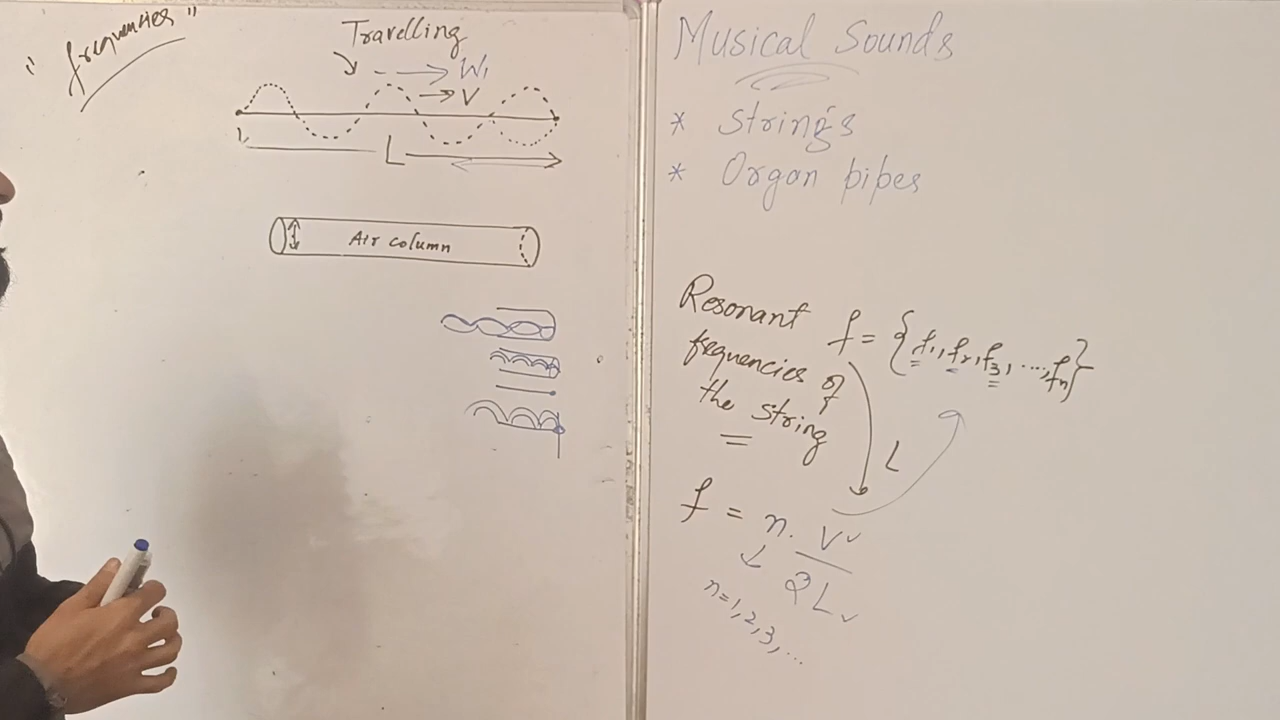 "frequencies"
Travelling
W₁
V
L
Air column
Musical Sounds
* Strings
* Organ pipes
Resonant
frequencies of
the string
f = {f₁, f₂, f₃, ..., fₙ}
L
f = n. V
2L
n=1,2,3,...